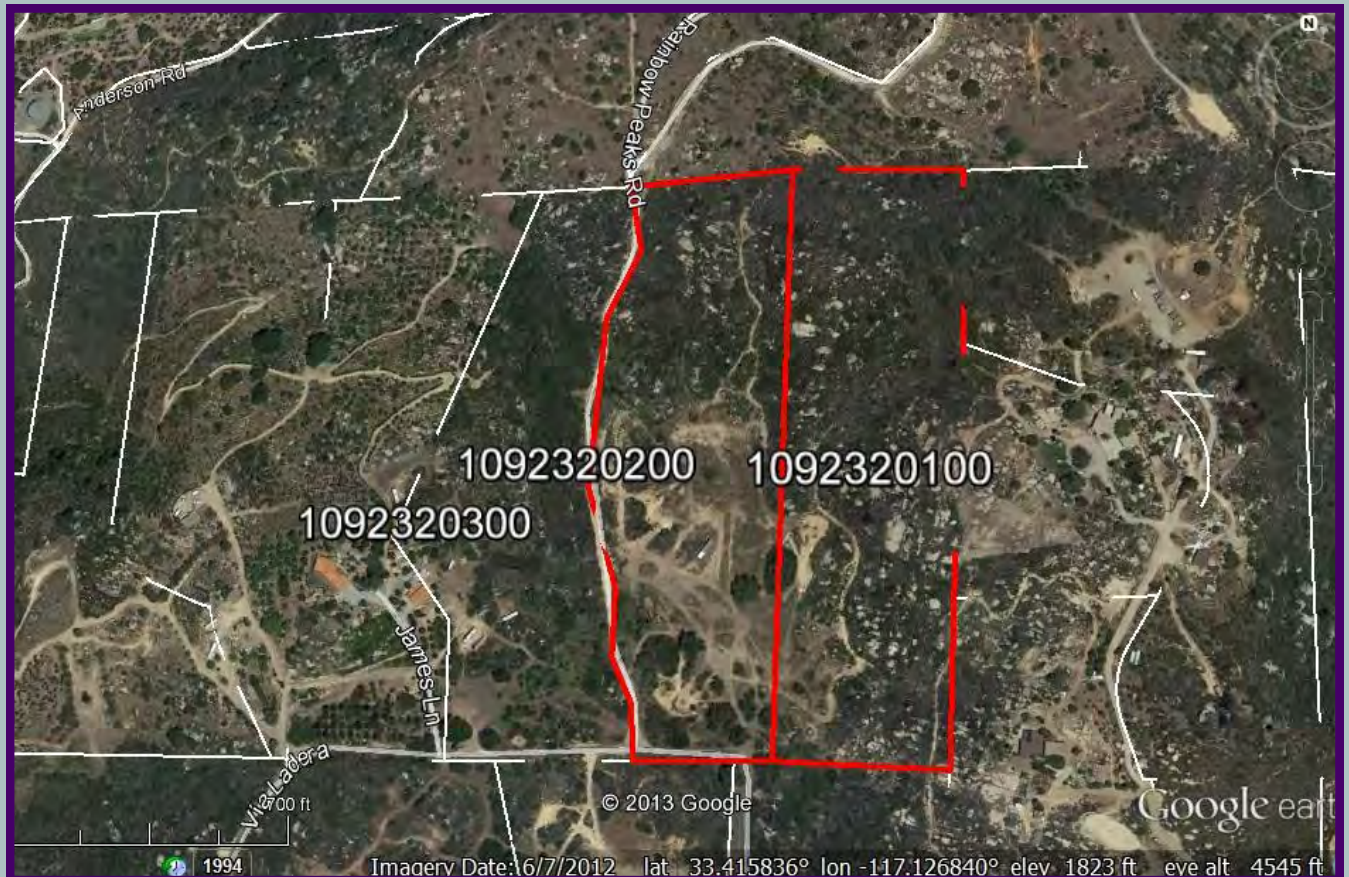 N
Anderson Rd
Rainbow Peaks Rd
1092320200
1092320100
1092320300
James Ln
Via Ladera
700 ft
© 2013 Google
Google eart
1994
Imagery Date: 6/7/2012 lat 33.415836° lon -117.126840° elev 1823 ft eye alt 4545 ft